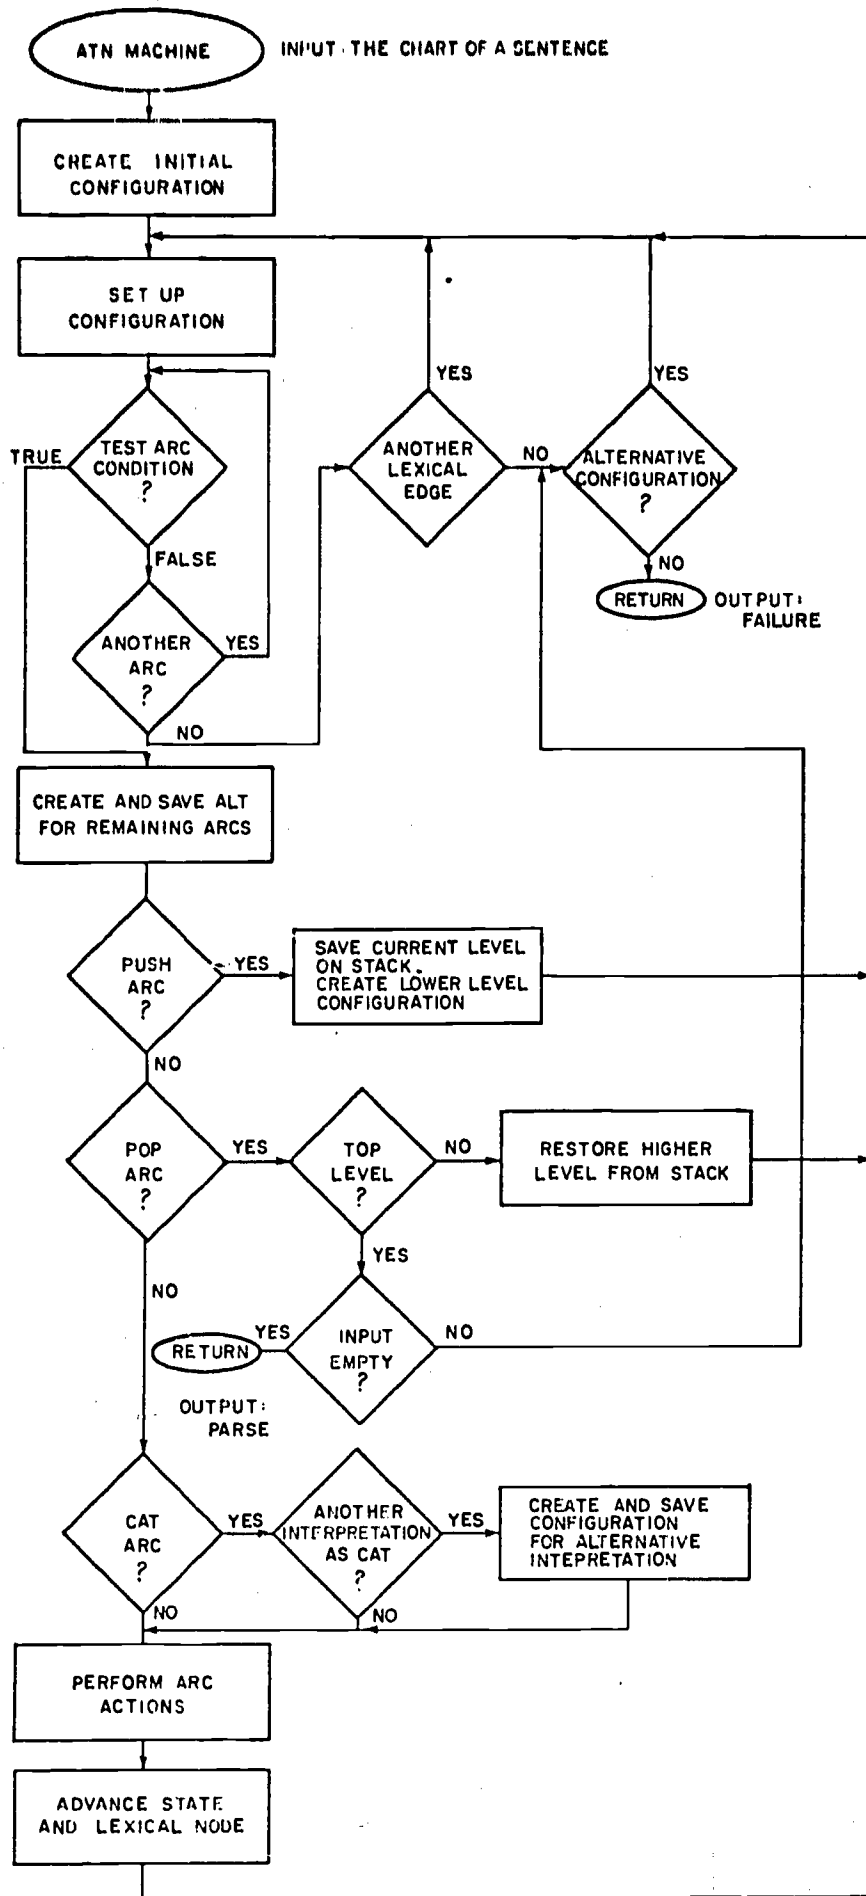 ATN MACHINE
INPUT: THE CHART OF A SENTENCE
CREATE INITIAL
CONFIGURATION
SET UP
CONFIGURATION
TRUE
TEST ARC
CONDITION
?
FALSE
ANOTHER
ARC
?
YES
NO
YES
ANOTHER
LEXICAL
EDGE
NO
YES
ALTERNATIVE
CONFIGURATION
?
NO
RETURN
OUTPUT:
FAILURE
CREATE AND SAVE ALT
FOR REMAINING ARCS
PUSH
ARC
?
YES
SAVE CURRENT LEVEL
ON STACK.
CREATE LOWER LEVEL
CONFIGURATION
NO
POP
ARC
?
YES
TOP
LEVEL
?
NO
RESTORE HIGHER
LEVEL FROM STACK
YES
NO
INPUT
EMPTY
?
YES
NO
RETURN
OUTPUT:
PARSE
CAT
ARC
?
YES
ANOTHER
INTERPRETATION
AS CAT
?
YES
CREATE AND SAVE
CONFIGURATION
FOR ALTERNATIVE
INTEPRETATION
NO
NO
PERFORM ARC
ACTIONS
ADVANCE STATE
AND LEXICAL NODE